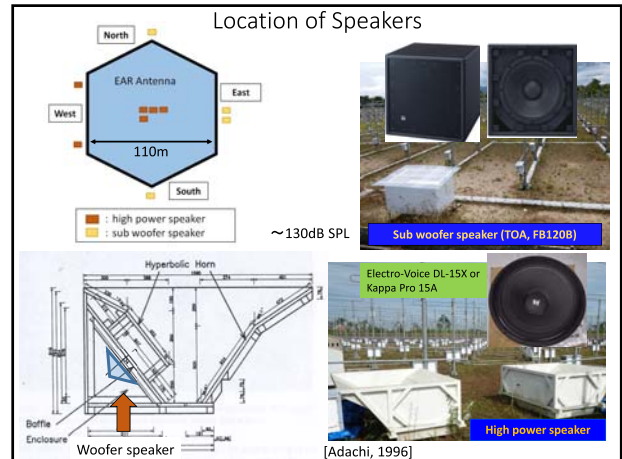 Location of Speakers
North
EAR Antenna
East
West
110m
South
: high power speaker
: sub woofer speaker
～130dB SPL
Sub woofer speaker (TOA, FB120B)
Hyperbolic Horn
Electro-Voice DL-15X or
Kappa Pro 15A
Baffle
Enclosure
Woofer speaker
High power speaker
[Adachi, 1996]